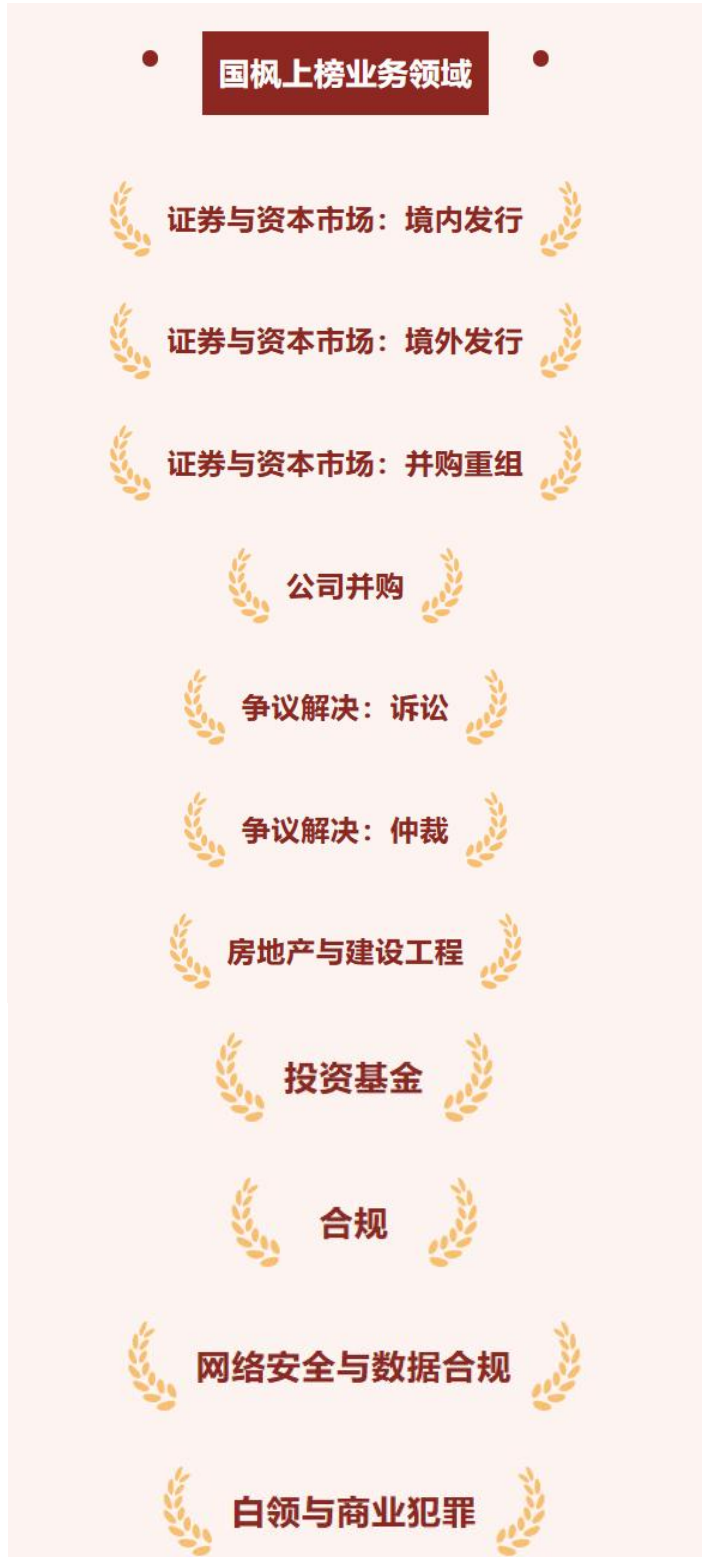 国枫上榜业务领域
证券与资本市场：境内发行
证券与资本市场：境外发行
证券与资本市场：并购重组
公司并购
争议解决：诉讼
争议解决：仲裁
房地产与建设工程
投资基金
合规
网络安全与数据合规
白领与商业犯罪